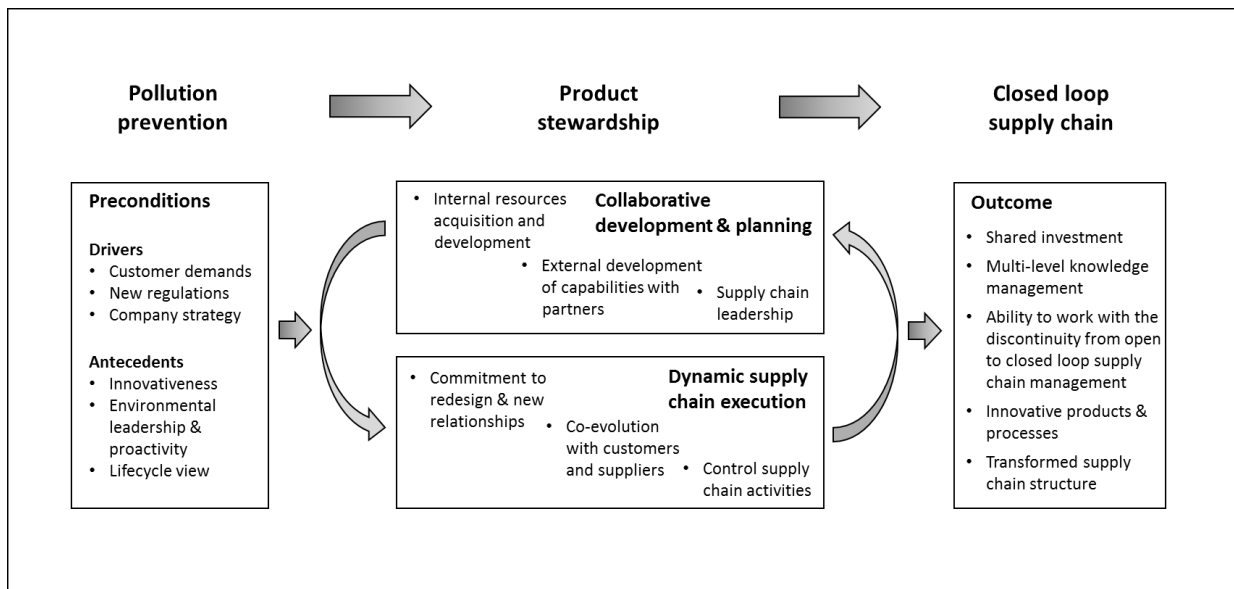 Pollution
prevention
Product
stewardship
Closed loop
supply chain
Preconditions
Drivers
• Customer demands
• New regulations
• Company strategy
Antecedents
• Innovativeness
• Environmental
leadership &
proactivity
• Lifecycle view
Collaborative
development & planning
• Internal resources
acquisition and
development
• External development
of capabilities with
partners
• Supply chain
leadership
Dynamic supply
chain execution
• Commitment to
redesign & new
relationships
• Co-evolution
with customers
and suppliers
• Control supply
chain activities
Outcome
• Shared investment
• Multi-level knowledge
management
• Ability to work with the
discontinuity from open
to closed loop supply
chain management
• Innovative products &
processes
• Transformed supply
chain structure